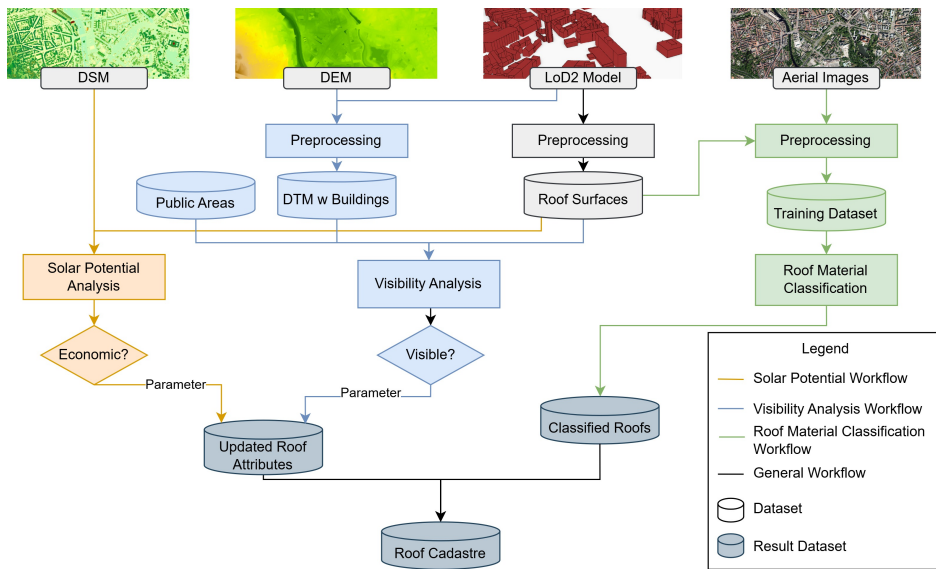 DSM
DEM
LoD2 Model
Aerial Images
Preprocessing
Preprocessing
Preprocessing
Public Areas
DTM w Buildings
Roof Surfaces
Training Dataset
Solar Potential
Analysis
Visibility Analysis
Roof Material
Classification
Economic?
Visible?
Parameter
Parameter
Updated Roof
Attributes
Classified Roofs
Roof Cadastre
Legend
Solar Potential Workflow
Visibility Analysis Workflow
Roof Material Classification
Workflow
General Workflow
Dataset
Result Dataset